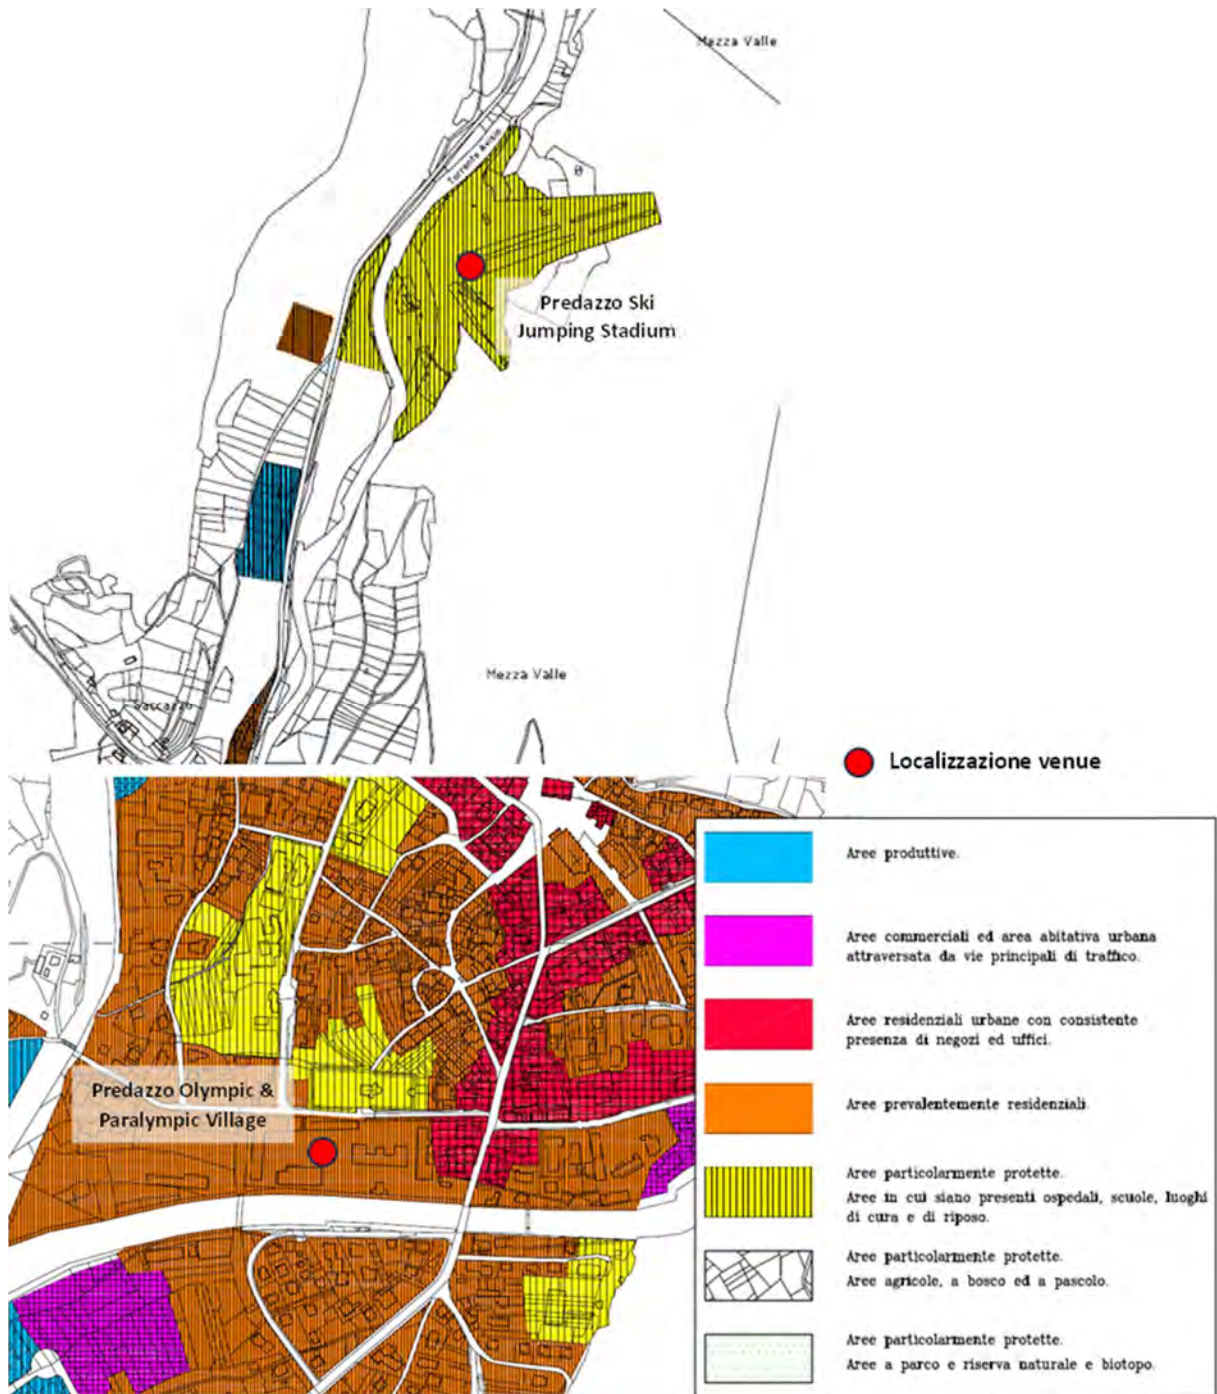 Mezza Valle
Torrente Avisio
Predazzo Ski
Jumping Stadium
Mezza Valle
Localizzazione venue
Aree produttive.
Aree commerciali ed area abitativa urbana
attraversata da vie principali di traffico.
Aree residenziali urbane con consistente
presenza di negozi ed uffici.
Aree prevalentemente residenziali.
Aree particolarmente protette.
Aree in cui siano presenti ospedali, scuole, luoghi
di cura e di riposo.
Aree particolarmente protette.
Aree agricole, a bosco ed a pascolo.
Aree particolarmente protette.
Aree a parco e riserva naturale e biotopo.
Predazzo Olympic &
Paralympic Village